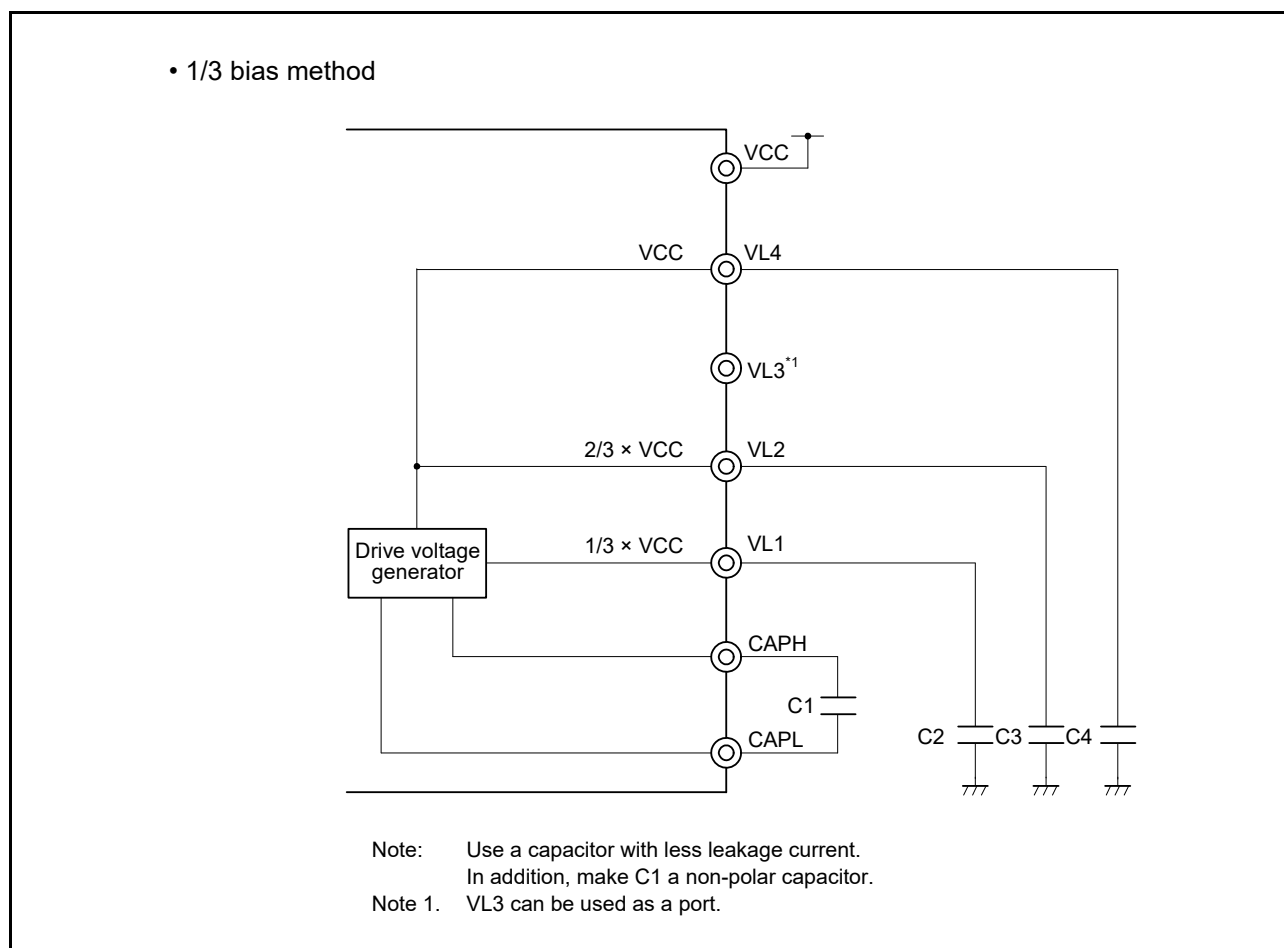 • 1/3 bias method
VCC
VCC VL4
VL3*1
2/3 × VCC VL2
Drive voltage
generator
1/3 × VCC VL1
CAPH
C1
CAPL
C2 C3 C4
Note: Use a capacitor with less leakage current.
In addition, make C1 a non-polar capacitor.
Note 1. VL3 can be used as a port.